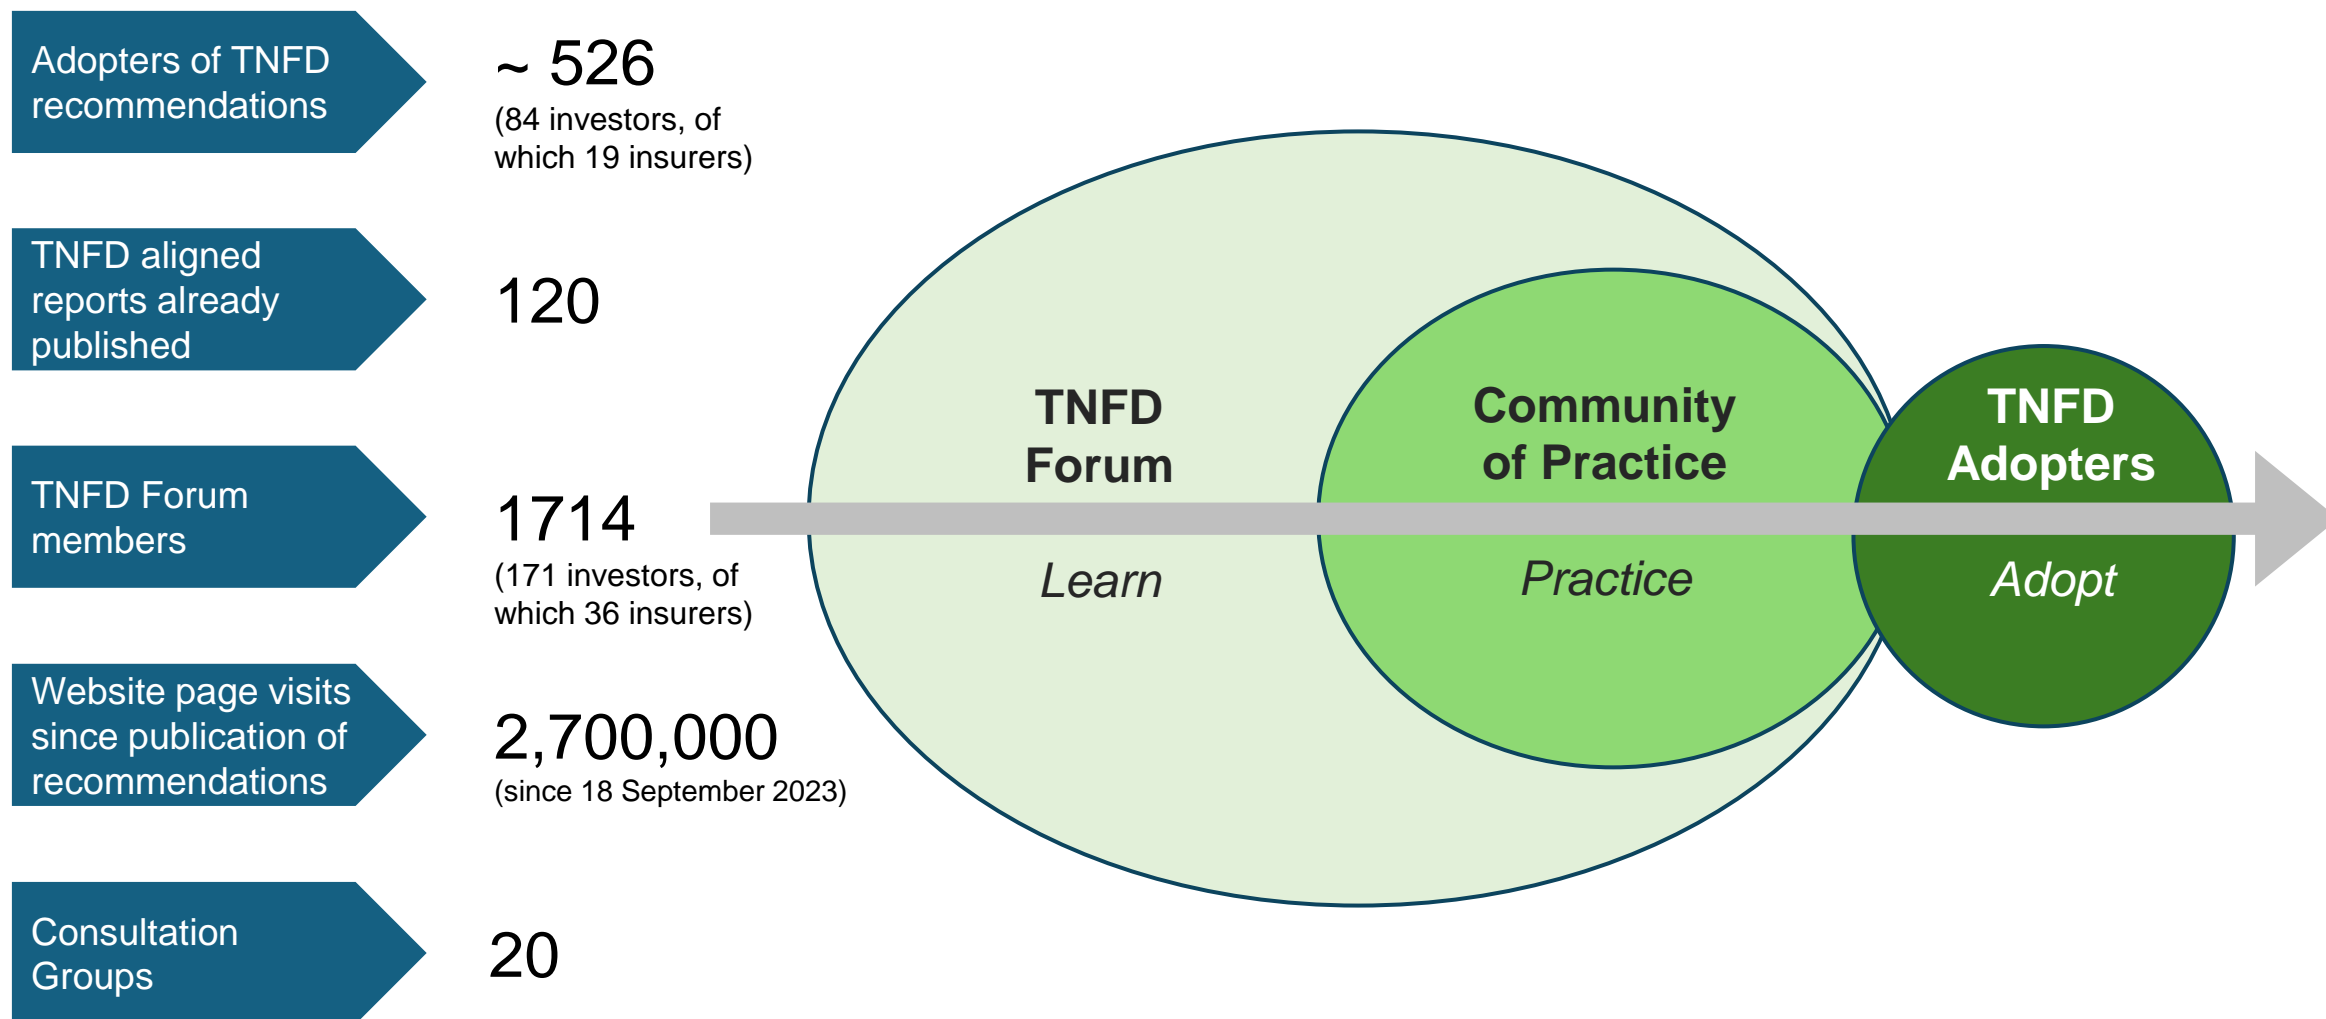 Adopters of TNFD
recommendations
~ 526
(84 investors, of
which 19 insurers)
TNFD aligned
reports already
published
120
TNFD Forum
members
1714
(171 investors, of
which 36 insurers)
Website page visits
since publication of
recommendations
2,700,000
(since 18 September 2023)
Consultation
Groups
20
TNFD
Forum
Learn
Community
of Practice
Practice
TNFD
Adopters
Adopt